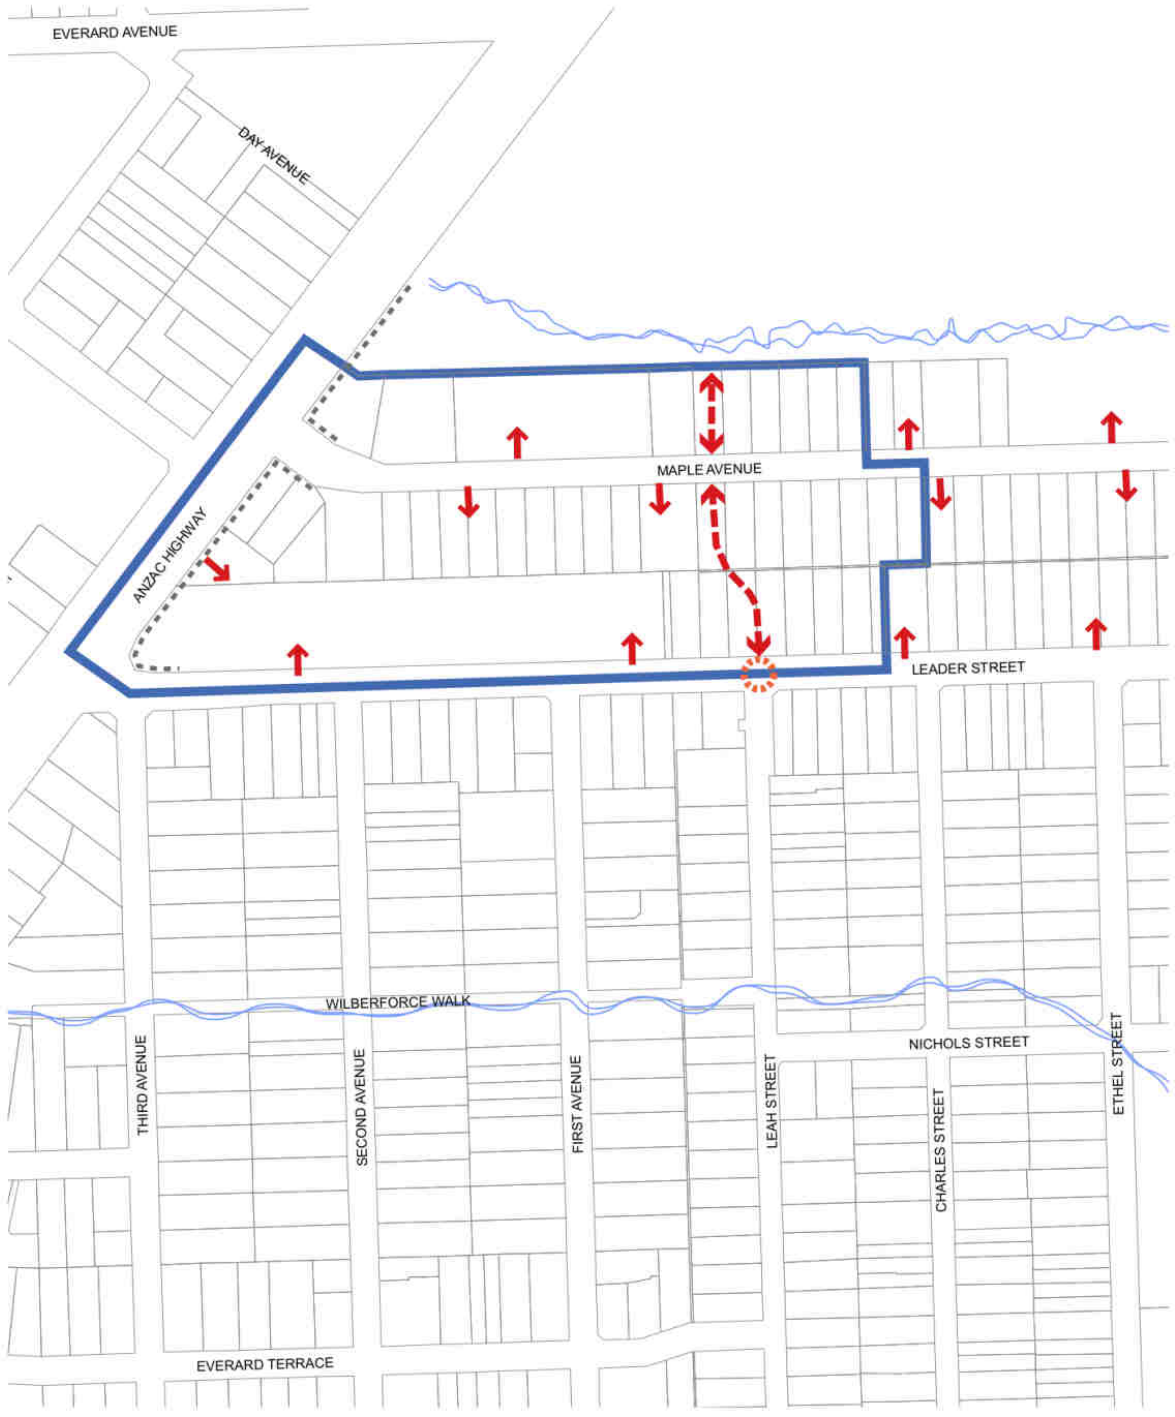 EVERARD AVENUE
DAY AVENUE
MAPLE AVENUE
ANZAC HIGHWAY
LEADER STREET
WILBERFORCE WALK
NICHOLS STREET
THIRD AVENUE
SECOND AVENUE
FIRST AVENUE
LEAH STREET
CHARLES STREET
ETHEL STREET
EVERARD TERRACE